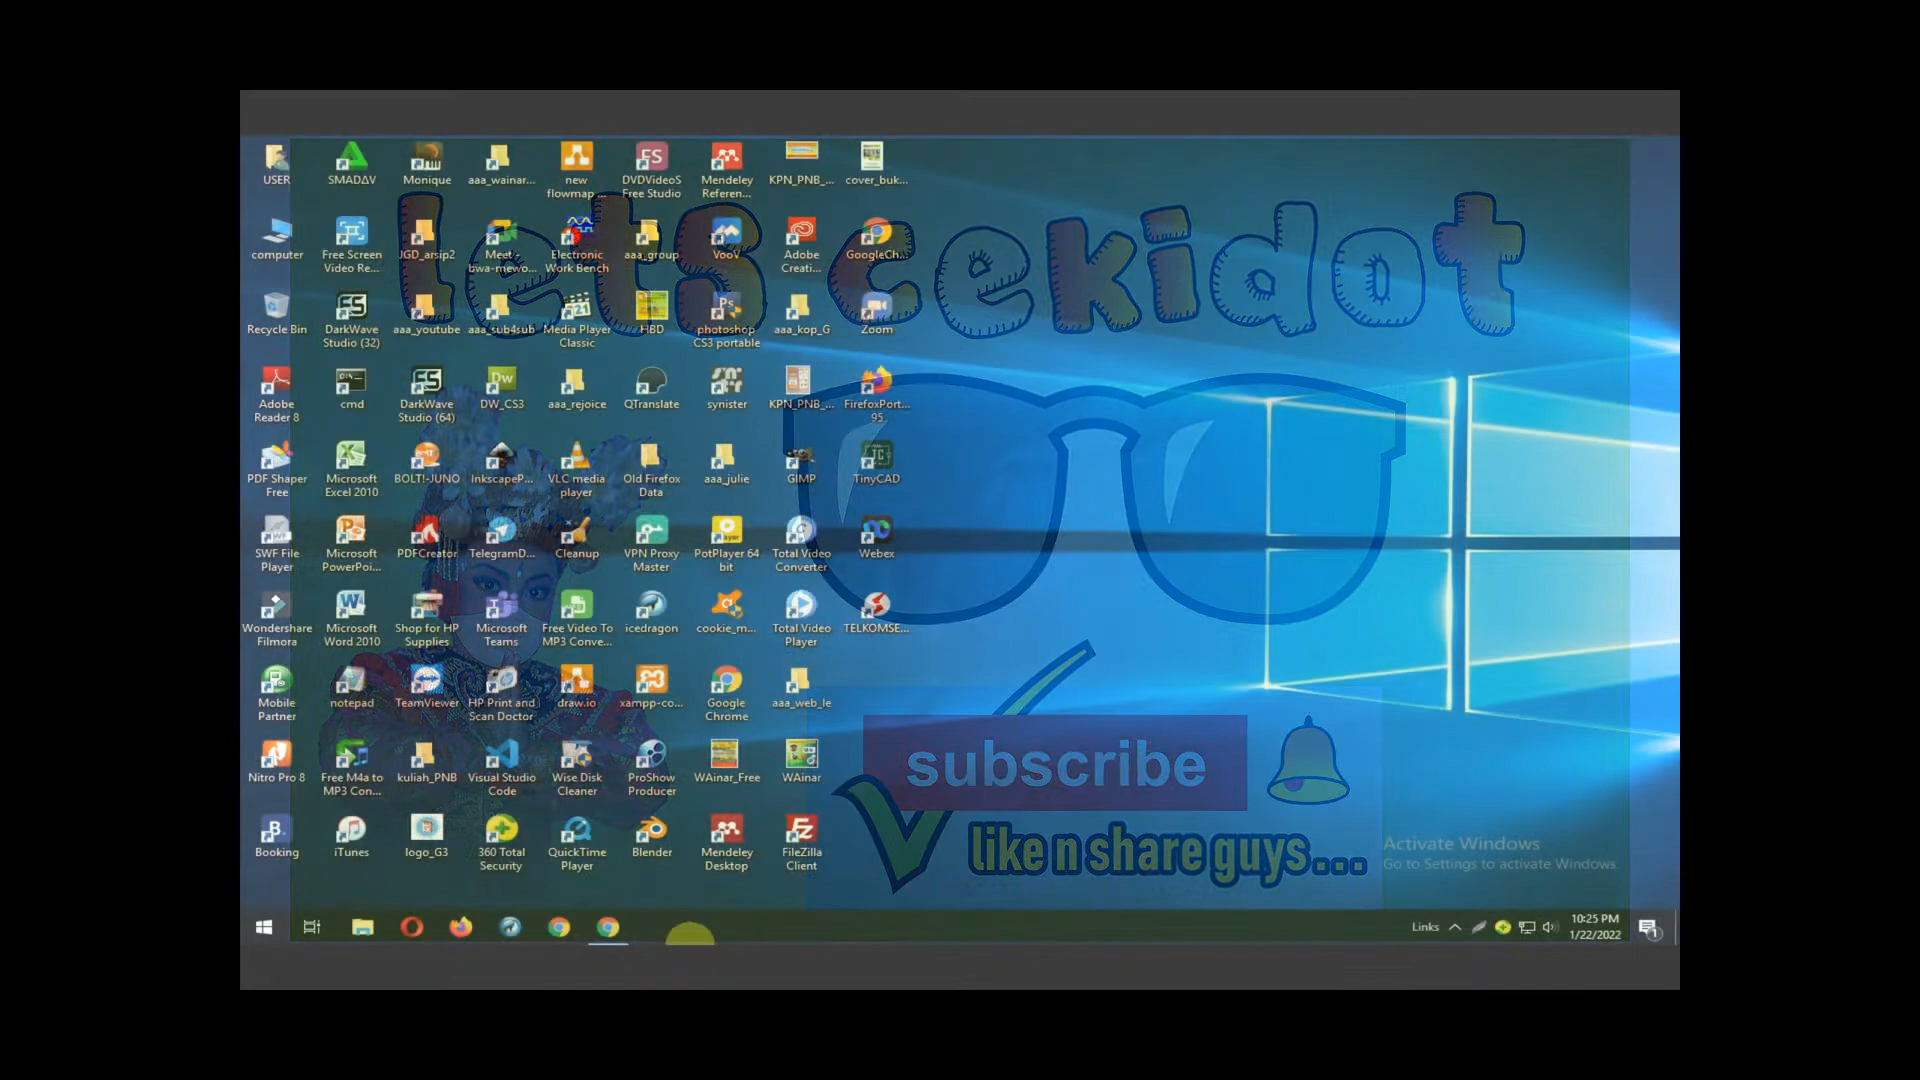 USER
SMADΔV
Monique
aaa_wainar...
new
flowmap ...
DVDVideoS
Free Studio
Mendeley
Referen...
KPN_PNB_...
cover_buk...
lets cekidot
computer
Free Screen
Video Re...
JGD_arsip2
Meet -
bwa-mewo...
Electronic
Work Bench
aaa_group
VooV
Adobe
Creati...
GoogleCh...
Recycle Bin
DarkWave
Studio (32)
aaa_youtube
aaa_sub4sub
Media Player
Classic
HBD
photoshop
CS3 portable
aaa_kop_G
Zoom
Adobe
Reader 8
cmd
DarkWave
Studio (64)
DW_CS3
aaa_rejoice
QTranslate
synister
KPN_PNB_...
FirefoxPort...
95
PDF Shaper
Free
Microsoft
Excel 2010
BOLT!-JUNO
InkscapeP...
VLC media
player
Old Firefox
Data
aaa_julie
GIMP
TinyCAD
SWF File
Player
Microsoft
PowerPoi...
PDFCreator
TelegramD...
Cleanup
VPN Proxy
Master
PotPlayer 64
bit
Total Video
Converter
Webex
Wondershare
Filmora
Microsoft
Word 2010
Shop for HP
Supplies
Microsoft
Teams
Free Video To
MP3 Conve...
icedragon
cookie_m...
Total Video
Player
TELKOMSE...
Mobile
Partner
notepad
TeamViewer
HP Print and
Scan Doctor
draw.io
xampp-co...
Google
Chrome
aaa_web_le
Nitro Pro 8
Free M4a to
MP3 Con...
kuliah_PNB
Visual Studio
Code
Wise Disk
Cleaner
ProShow
Producer
WAinar_Free
WAinar
subscribe
Booking
iTunes
logo_G3
360 Total
Security
QuickTime
Player
Blender
Mendeley
Desktop
FileZilla
Client
like n share guys...
Activate Windows
Go to Settings to activate Windows.
Links
10:25 PM
1/22/2022